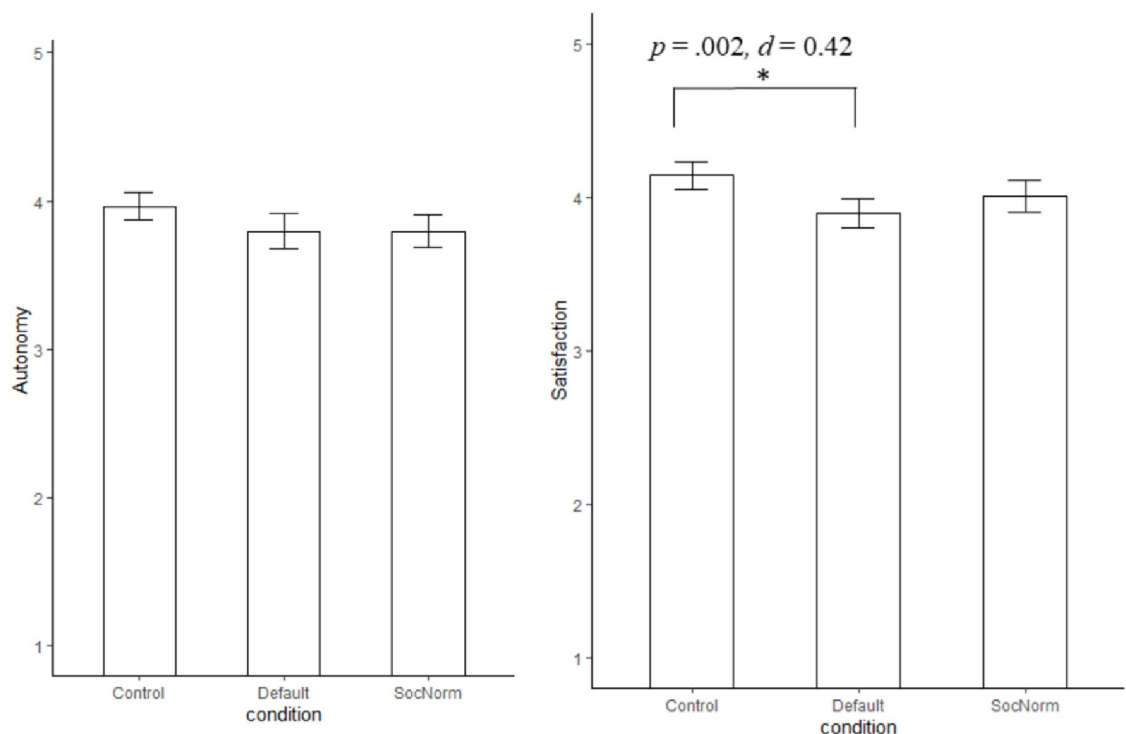 5
4
3
2
1
Autonomy
Control
Default
SocNorm
condition
p = .002, d = 0.42
*
5
4
3
2
1
Satisfaction
Control
Default
SocNorm
condition